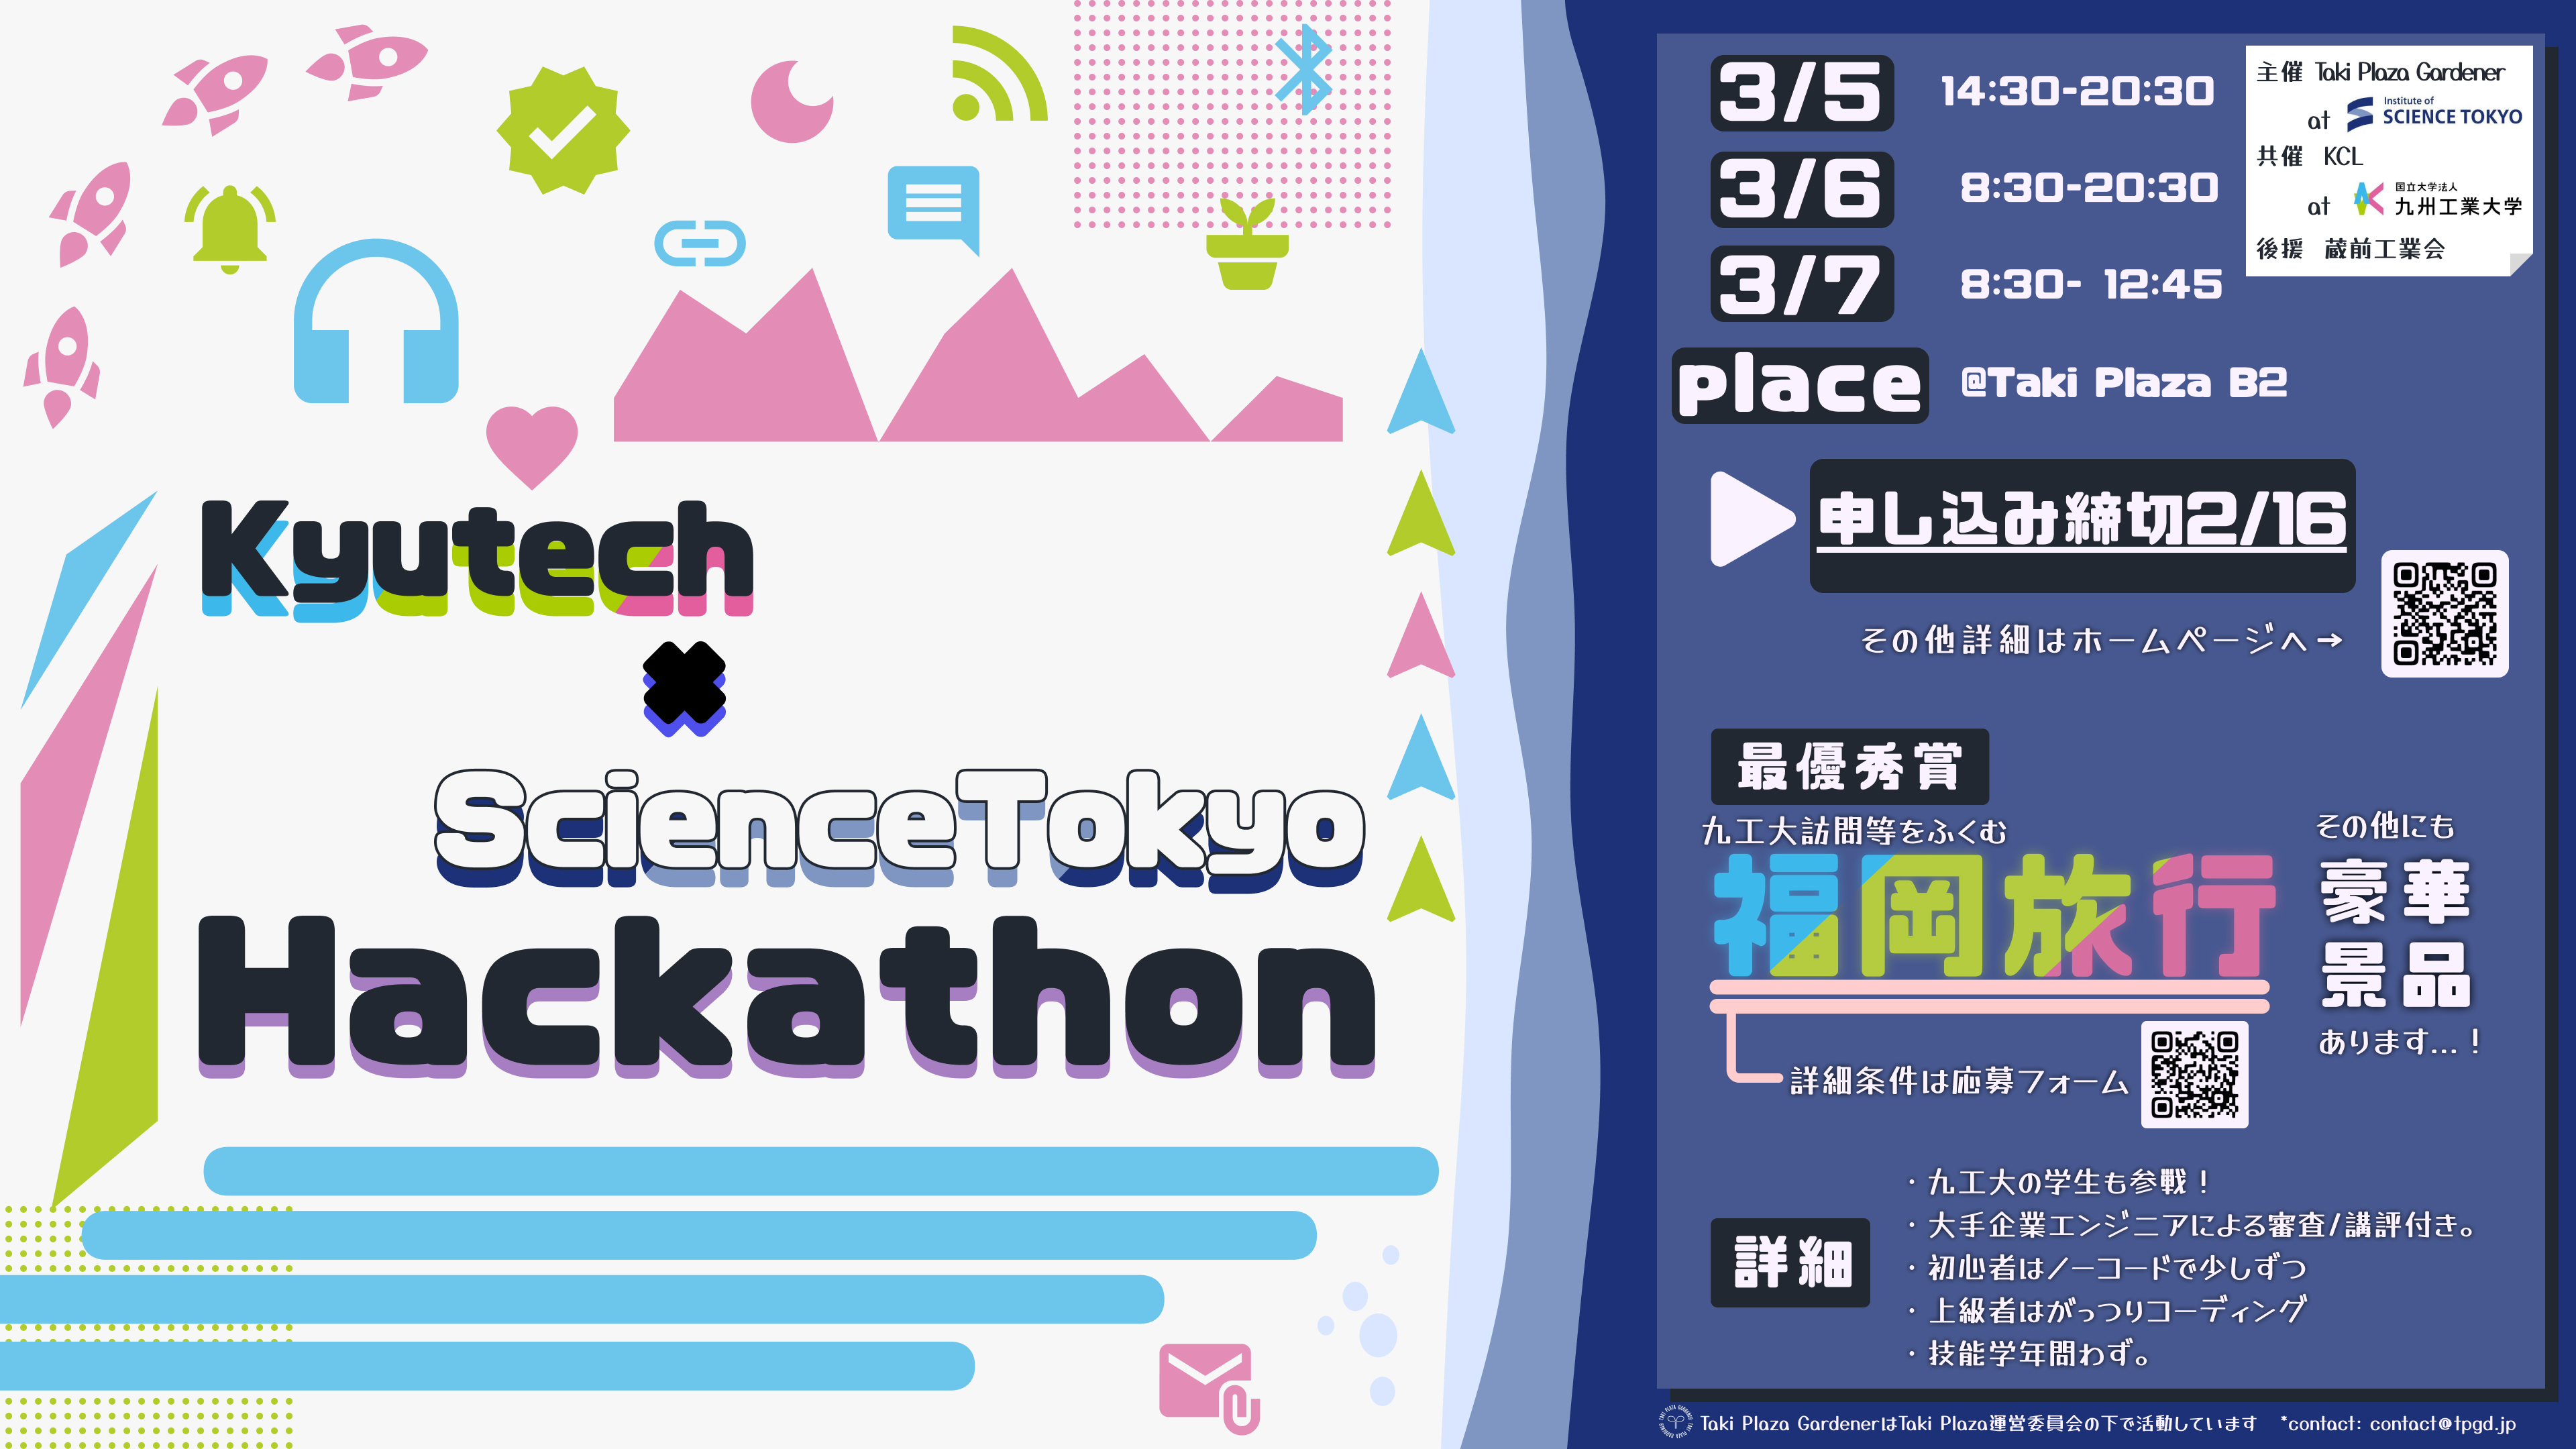 Kyutech
×
ScienceTokyo
Hackathon
3/5 14:30-20:30
3/6 8:30-20:30
3/7 8:30- 12:45
place @Taki Plaza B2
主催 Taki Plaza Gardener
at Institute of
SCIENCE TOKYO
共催 KCL
at 国立大学法人
九州工業大学
後援 蔵前工業会
申し込み締切2/16
その他詳細はホームページへ→
最優秀賞
九工大訪問等をふくむ
福岡旅行
詳細条件は応募フォーム
その他にも
豪華
景品
あります...！
詳細
・九工大の学生も参戦！
・大手企業エンジニアによる審査/講評付き。
・初心者はノーコードで少しずつ
・上級者はがっつりコーディング
・技能学年問わず。
Taki Plaza GardenerはTaki Plaza運営委員会の下で活動しています *contact: contact@tpgd.jp